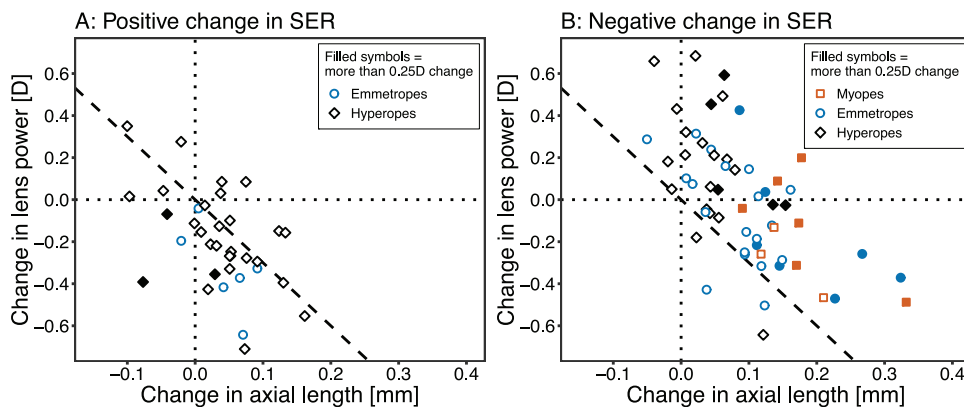 A: Positive change in SER
Change in lens power [D]
0.6
0.4
0.2
0.0
−0.2
−0.4
−0.6
Filled symbols =
more than 0.25D change
Emmetropes
Hyperopes
−0.1
0.0
0.1
0.2
0.3
0.4
Change in axial length [mm]
B: Negative change in SER
Change in lens power [D]
0.6
0.4
0.2
0.0
−0.2
−0.4
−0.6
Filled symbols =
more than 0.25D change
Myopes
Emmetropes
Hyperopes
−0.1
0.0
0.1
0.2
0.3
0.4
Change in axial length [mm]